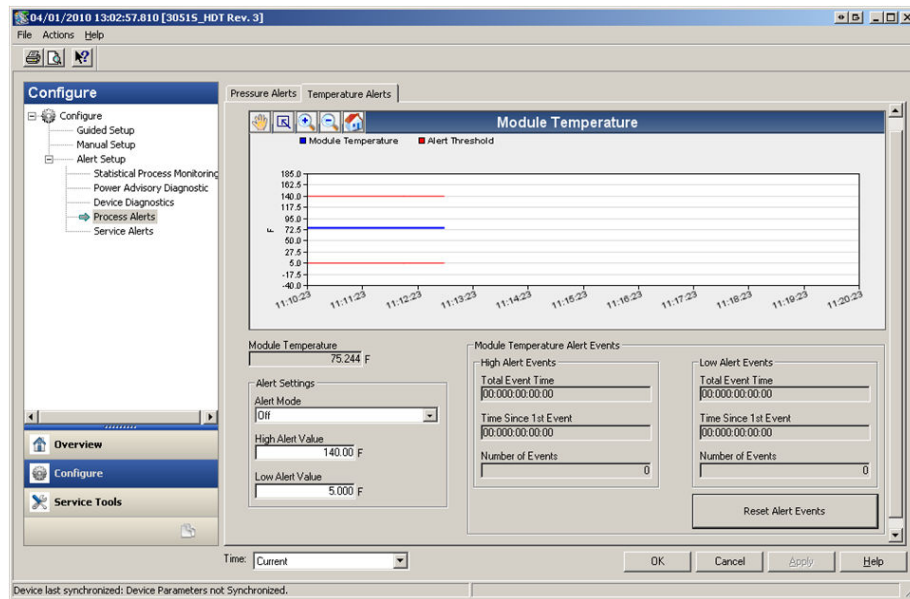 04/01/2010 13:02:57.810 [3051S_HDT Rev. 3]
File Actions Help
Configure
Configure
Guided Setup
Manual Setup
Alert Setup
Statistical Process Monitoring
Power Advisory Diagnostic
Device Diagnostics
Process Alerts
Service Alerts
Overview
Configure
Service Tools
Pressure Alerts Temperature Alerts
Module Temperature
Module Temperature Alert Threshold
185.0
162.5
140.0
117.5
95.0
72.5
50.0
27.5
5.0
-17.5
-40.0
F
11:10:23 11:11:23 11:12:23 11:13:23 11:14:23 11:15:23 11:16:23 11:17:23 11:18:23 11:19:23 11:20:23
Module Temperature
75.244 F
Alert Settings
Alert Mode
Off
High Alert Value
140.00 F
Low Alert Value
5.000 F
Module Temperature Alert Events
High Alert Events
Total Event Time
00:000:00:00:00
Time Since 1st Event
00:000:00:00:00
Number of Events
0
Low Alert Events
Total Event Time
00:000:00:00:00
Time Since 1st Event
00:000:00:00:00
Number of Events
0
Reset Alert Events
Time: Current
OK Cancel Apply Help
Device last synchronized: Device Parameters not Synchronized.